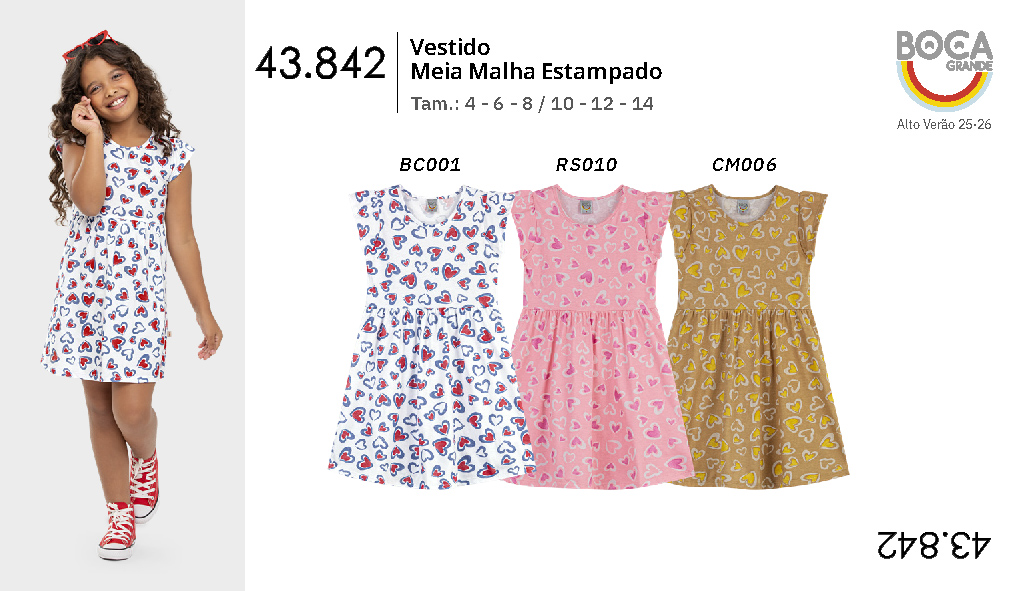 43.842
Vestido
Meia Malha Estampado
Tam.: 4 - 6 - 8 / 10 - 12 - 14
BOCA
GRANDE
Alto Verão 25-26
BC001
RS010
CM006
BOCA
43.842